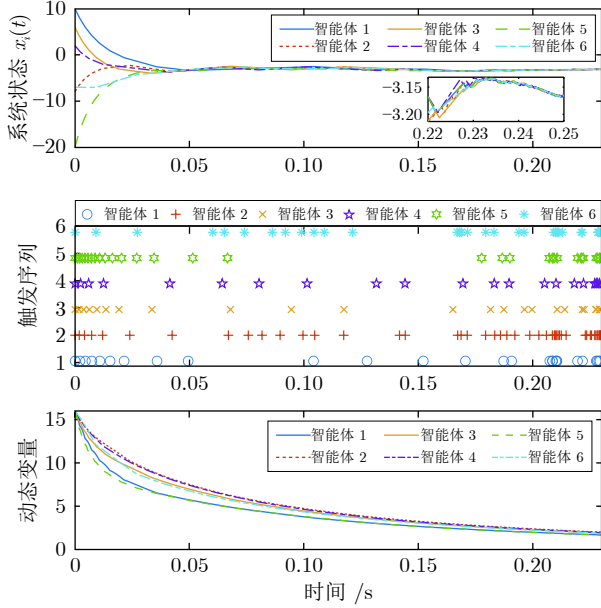 10
0
−10
−20
系统状态 xᵢ(t)
智能体 1 智能体 3 智能体 5
智能体 2 智能体 4 智能体 6
−3.15
−3.20
0.22 0.23 0.24 0.25
0 0.05 0.10 0.15 0.20
智能体 1 智能体 2 智能体 3 智能体 4 智能体 5 智能体 6
6
5
4
3
2
1
触发序列
0 0.05 0.10 0.15 0.20
15
10
5
0
动态变量
智能体 1 智能体 3 智能体 5
智能体 2 智能体 4 智能体 6
0 0.05 0.10 0.15 0.20
时间 /s